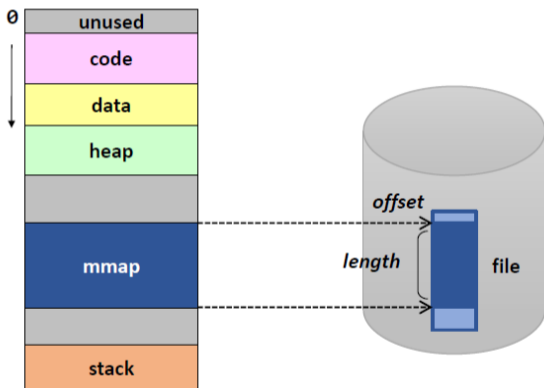 0
unused
code
data
heap
offset
mmap
length
file
stack